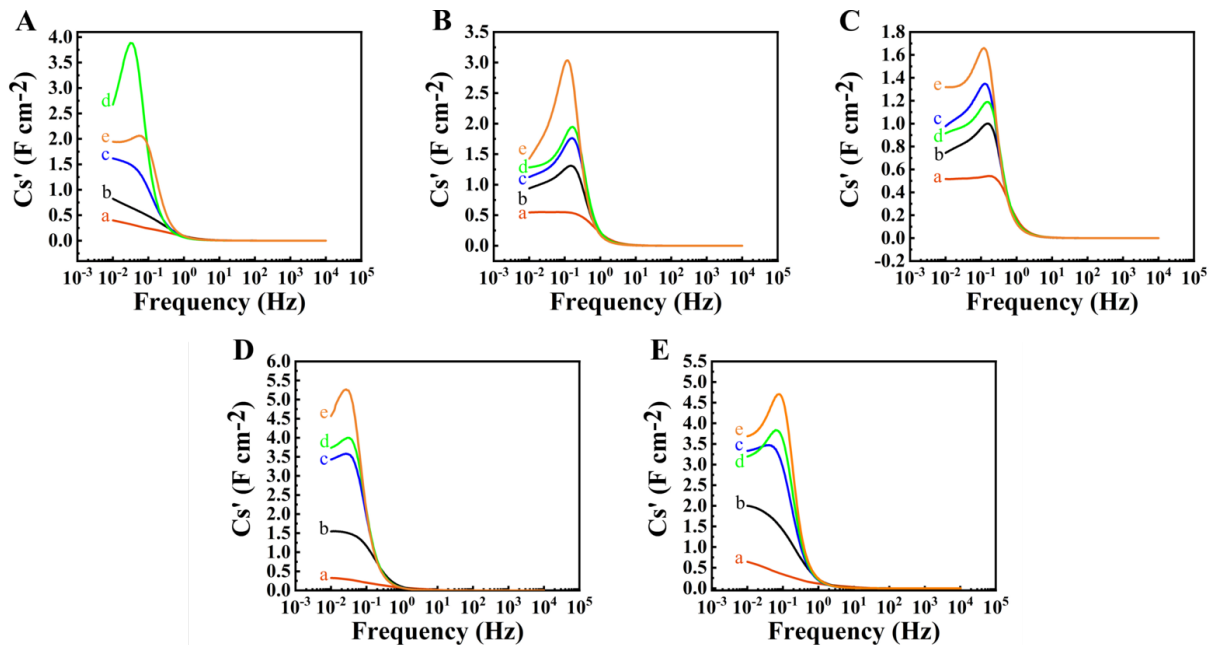 A
Cs' (F cm⁻²)
4.0
3.5
3.0
2.5
2.0
1.5
1.0
0.5
0.0
d
e
c
b
a
10⁻³ 10⁻² 10⁻¹ 10⁰ 10¹ 10² 10³ 10⁴ 10⁵
Frequency (Hz)
B
Cs' (F cm⁻²)
3.5
3.0
2.5
2.0
1.5
1.0
0.5
0.0
e
d
c
b
a
10⁻³ 10⁻² 10⁻¹ 10⁰ 10¹ 10² 10³ 10⁴ 10⁵
Frequency (Hz)
C
Cs' (F cm⁻²)
1.8
1.6
1.4
1.2
1.0
0.8
0.6
0.4
0.2
0.0
-0.2
e
c
d
b
a
10⁻³ 10⁻² 10⁻¹ 10⁰ 10¹ 10² 10³ 10⁴ 10⁵
Frequency (Hz)
D
Cs' (F cm⁻²)
6.0
5.5
5.0
4.5
4.0
3.5
3.0
2.5
2.0
1.5
1.0
0.5
0.0
e
d
c
b
a
10⁻³ 10⁻² 10⁻¹ 10⁰ 10¹ 10² 10³ 10⁴ 10⁵
Frequency (Hz)
E
Cs' (F cm⁻²)
5.5
5.0
4.5
4.0
3.5
3.0
2.5
2.0
1.5
1.0
0.5
0.0
e
c
d
b
a
10⁻³ 10⁻² 10⁻¹ 10⁰ 10¹ 10² 10³ 10⁴ 10⁵
Frequency (Hz)